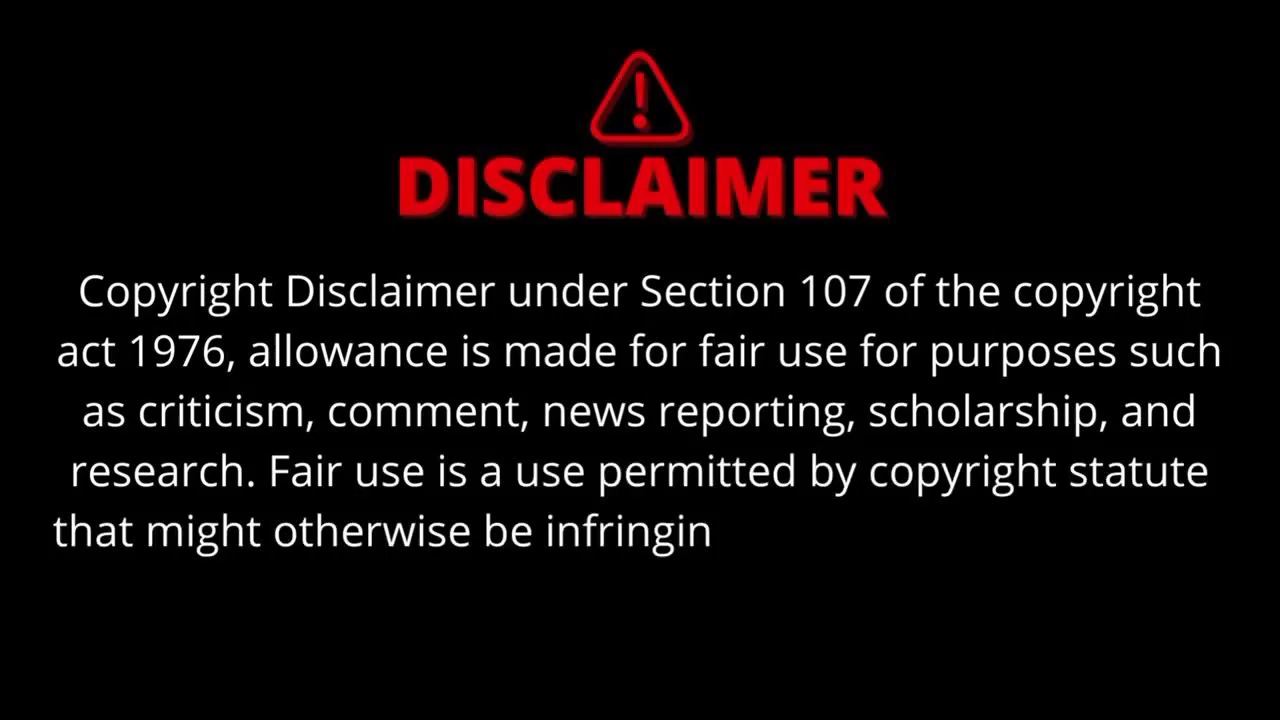 DISCLAIMER
Copyright Disclaimer under Section 107 of the copyright
act 1976, allowance is made for fair use for purposes such
as criticism, comment, news reporting, scholarship, and
research. Fair use is a use permitted by copyright statute
that might otherwise be infringin